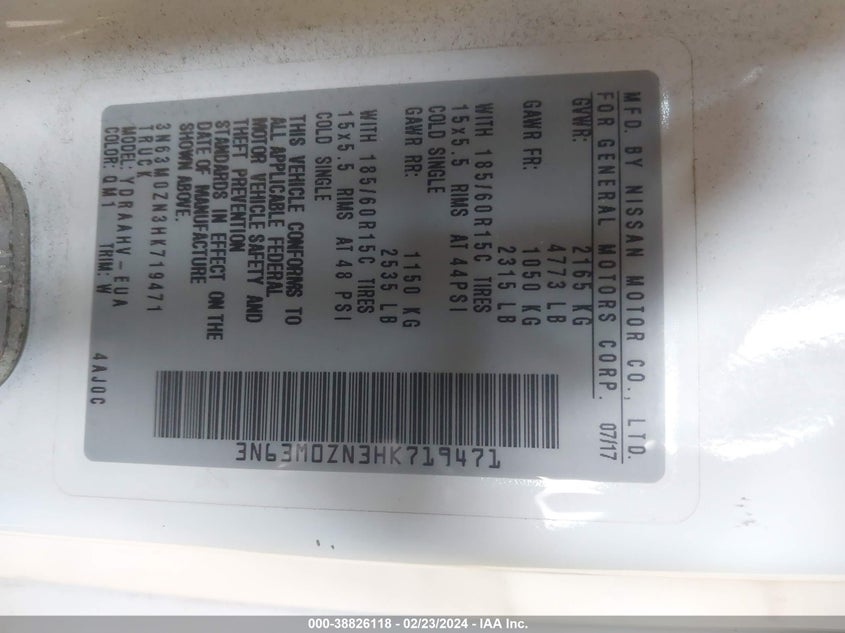 MFD. BY NISSAN MOTOR CO., LTD.
FOR GENERAL MOTORS CORP. 07/17
GVWR: 2165 KG
4773 LB
GAWR FR: 1050 KG
2315 LB
WITH 185/60R15C TIRES
15x5.5 RIMS AT 44PSI
COLD SINGLE
GAWR RR: 1150 KG
2535 LB
WITH 185/60R15C TIRES
15x5.5 RIMS AT 48 PSI
COLD SINGLE
THIS VEHICLE CONFORMS TO
ALL APPLICABLE FEDERAL
MOTOR VEHICLE SAFETY AND
THEFT PREVENTION
STANDARDS IN EFFECT ON THE
DATE OF MANUFACTURE
SHOWN ABOVE.
3N63M0ZN3HK719471
TRUCK
MODEL: YDRAAHV-EUA
COLOR: QM1 TRIM: W 4AJ0C
3N63M0ZN3HK719471
000-38826118 — 02/23/2024 — IAA Inc.